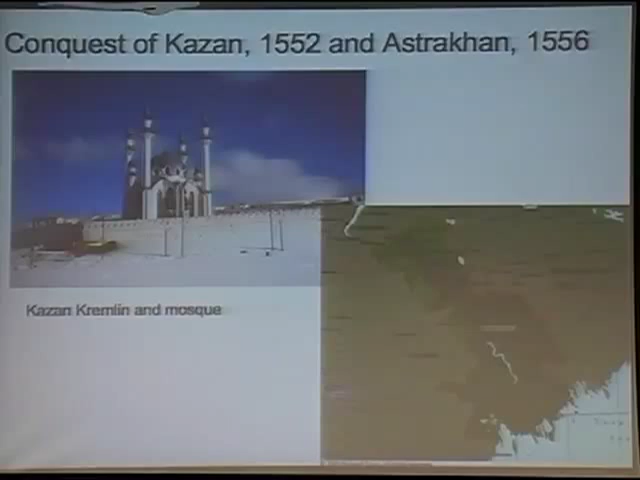 Conquest of Kazan, 1552 and Astrakhan, 1556
Kazan Kremlin and mosque